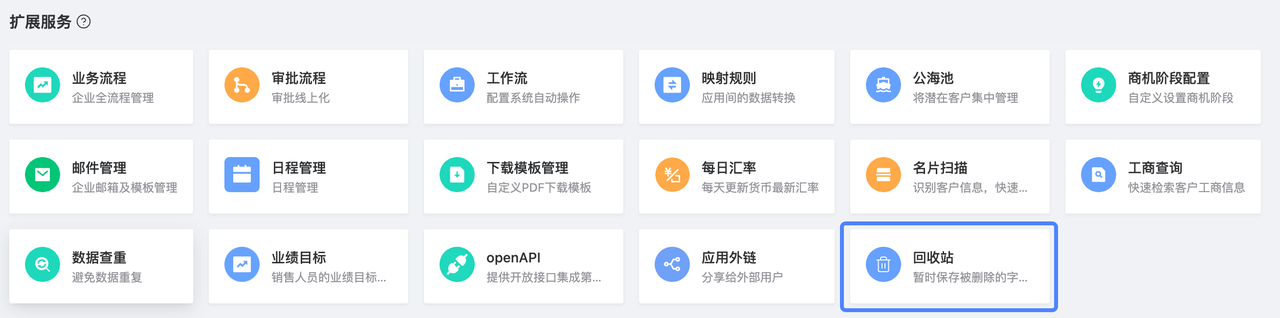 扩展服务
业务流程
企业全流程管理
审批流程
审批线上化
工作流
配置系统自动操作
映射规则
应用间的数据转换
公海池
将潜在客户集中管理
商机阶段配置
自定义设置商机阶段
邮件管理
企业邮箱及模板管理
日程管理
日程管理
下载模板管理
自定义PDF下载模板
每日汇率
每天更新货币最新汇率
名片扫描
识别客户信息，快速...
工商查询
快速检索客户工商信息
数据查重
避免数据重复
业绩目标
销售人员的业绩目标...
openAPI
提供开放接口集成第...
应用外链
分享给外部用户
回收站
暂时保存被删除的字...